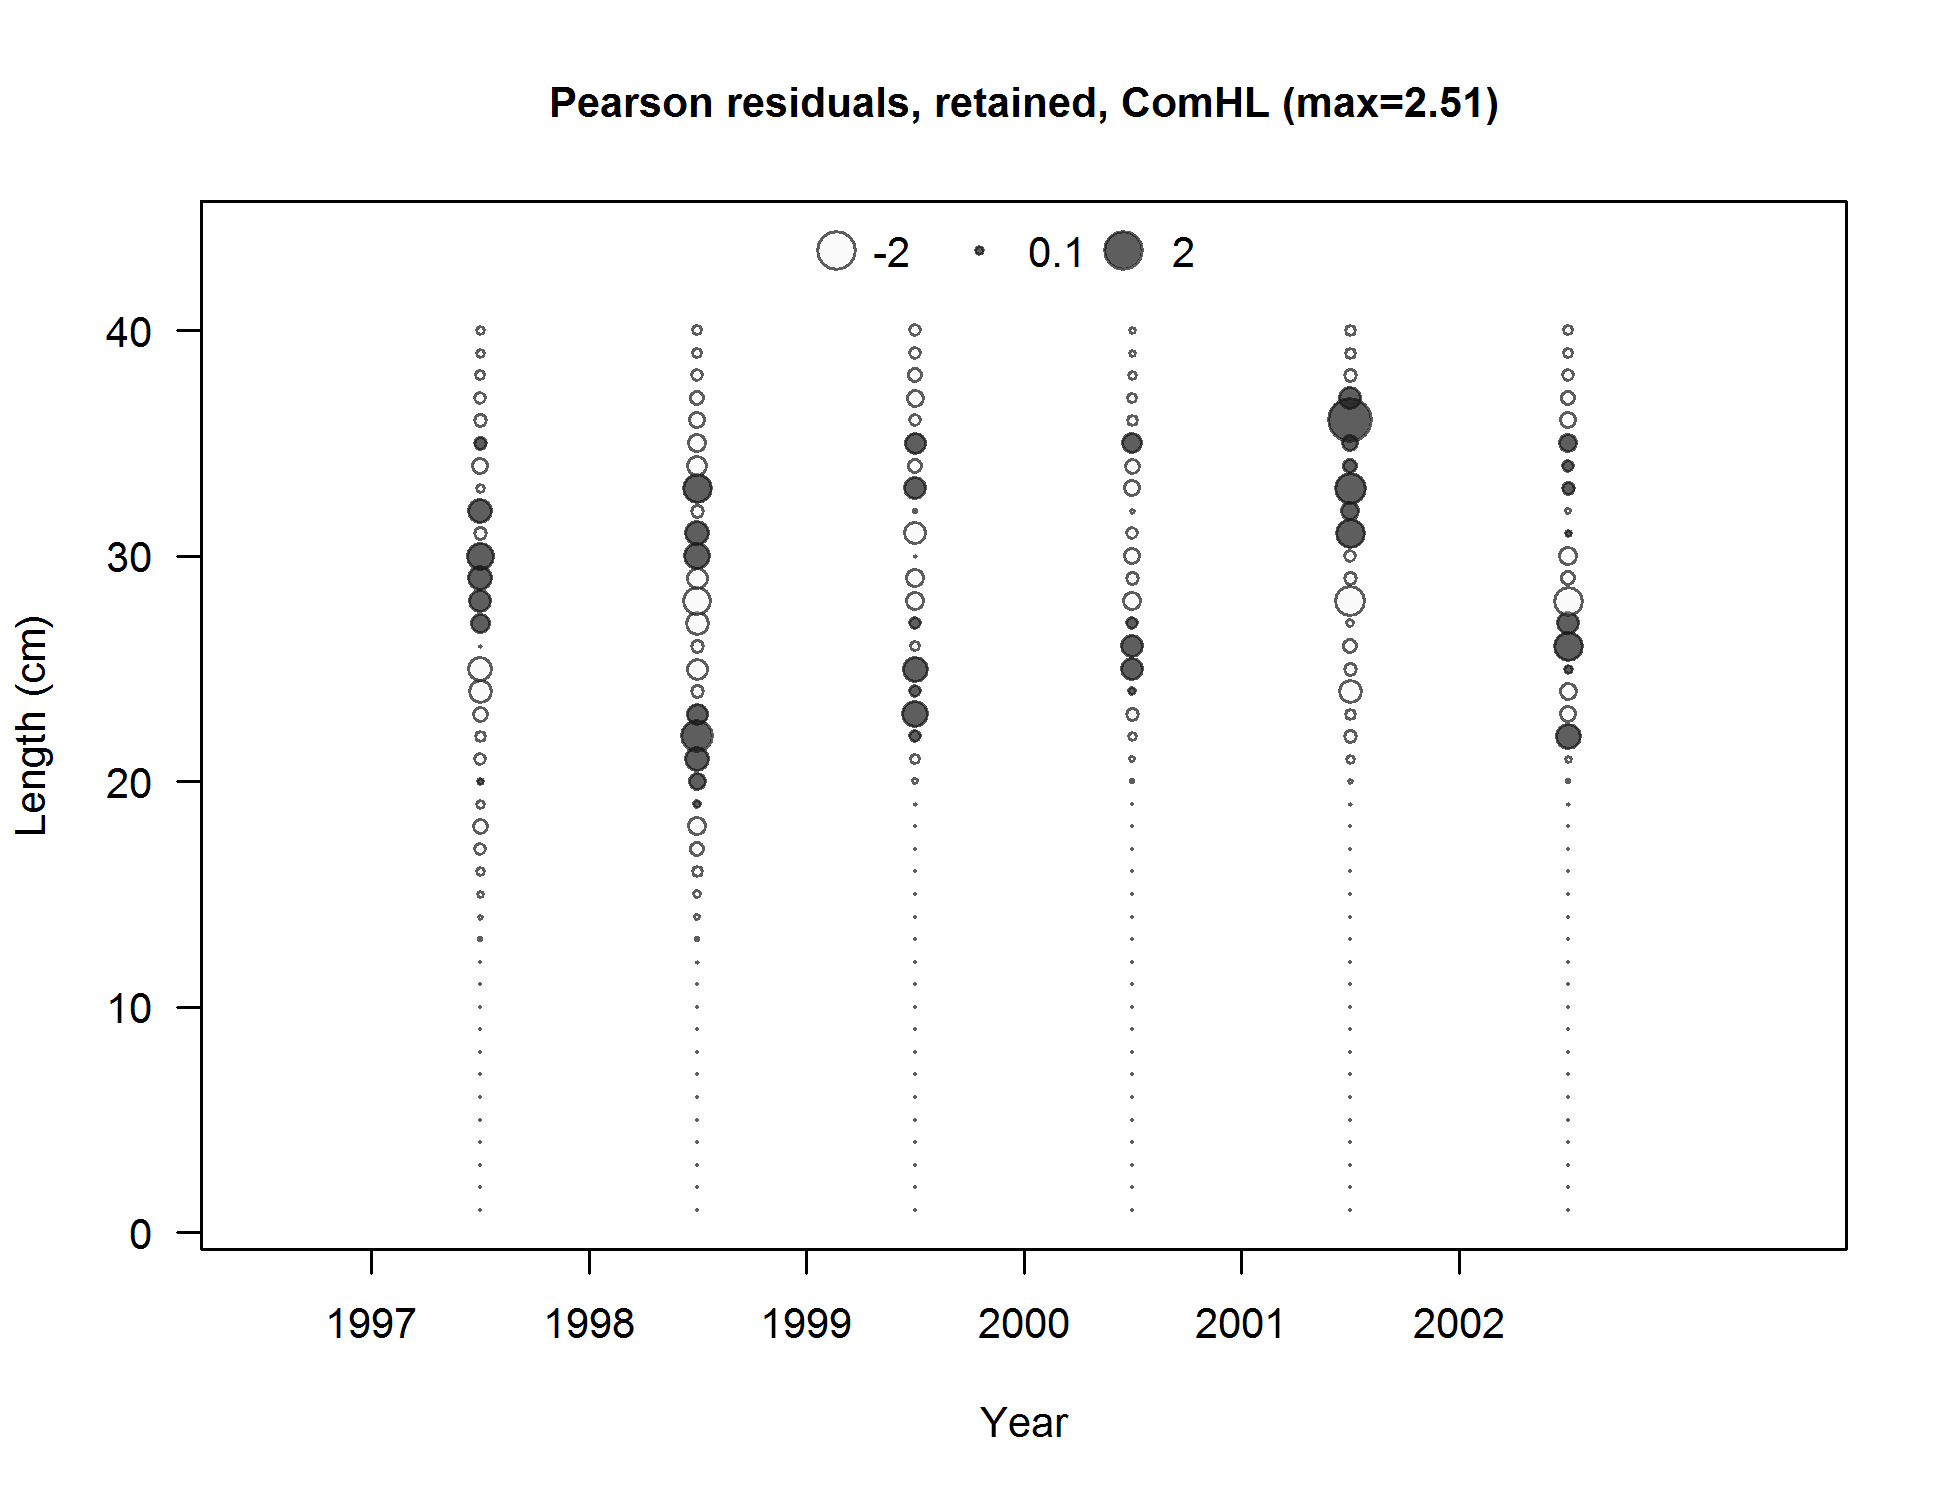 Pearson residuals, retained, ComHL (max=2.51)
-2 0.1 2
40
30
20
10
0
Length (cm)
1997 1998 1999 2000 2001 2002
Year